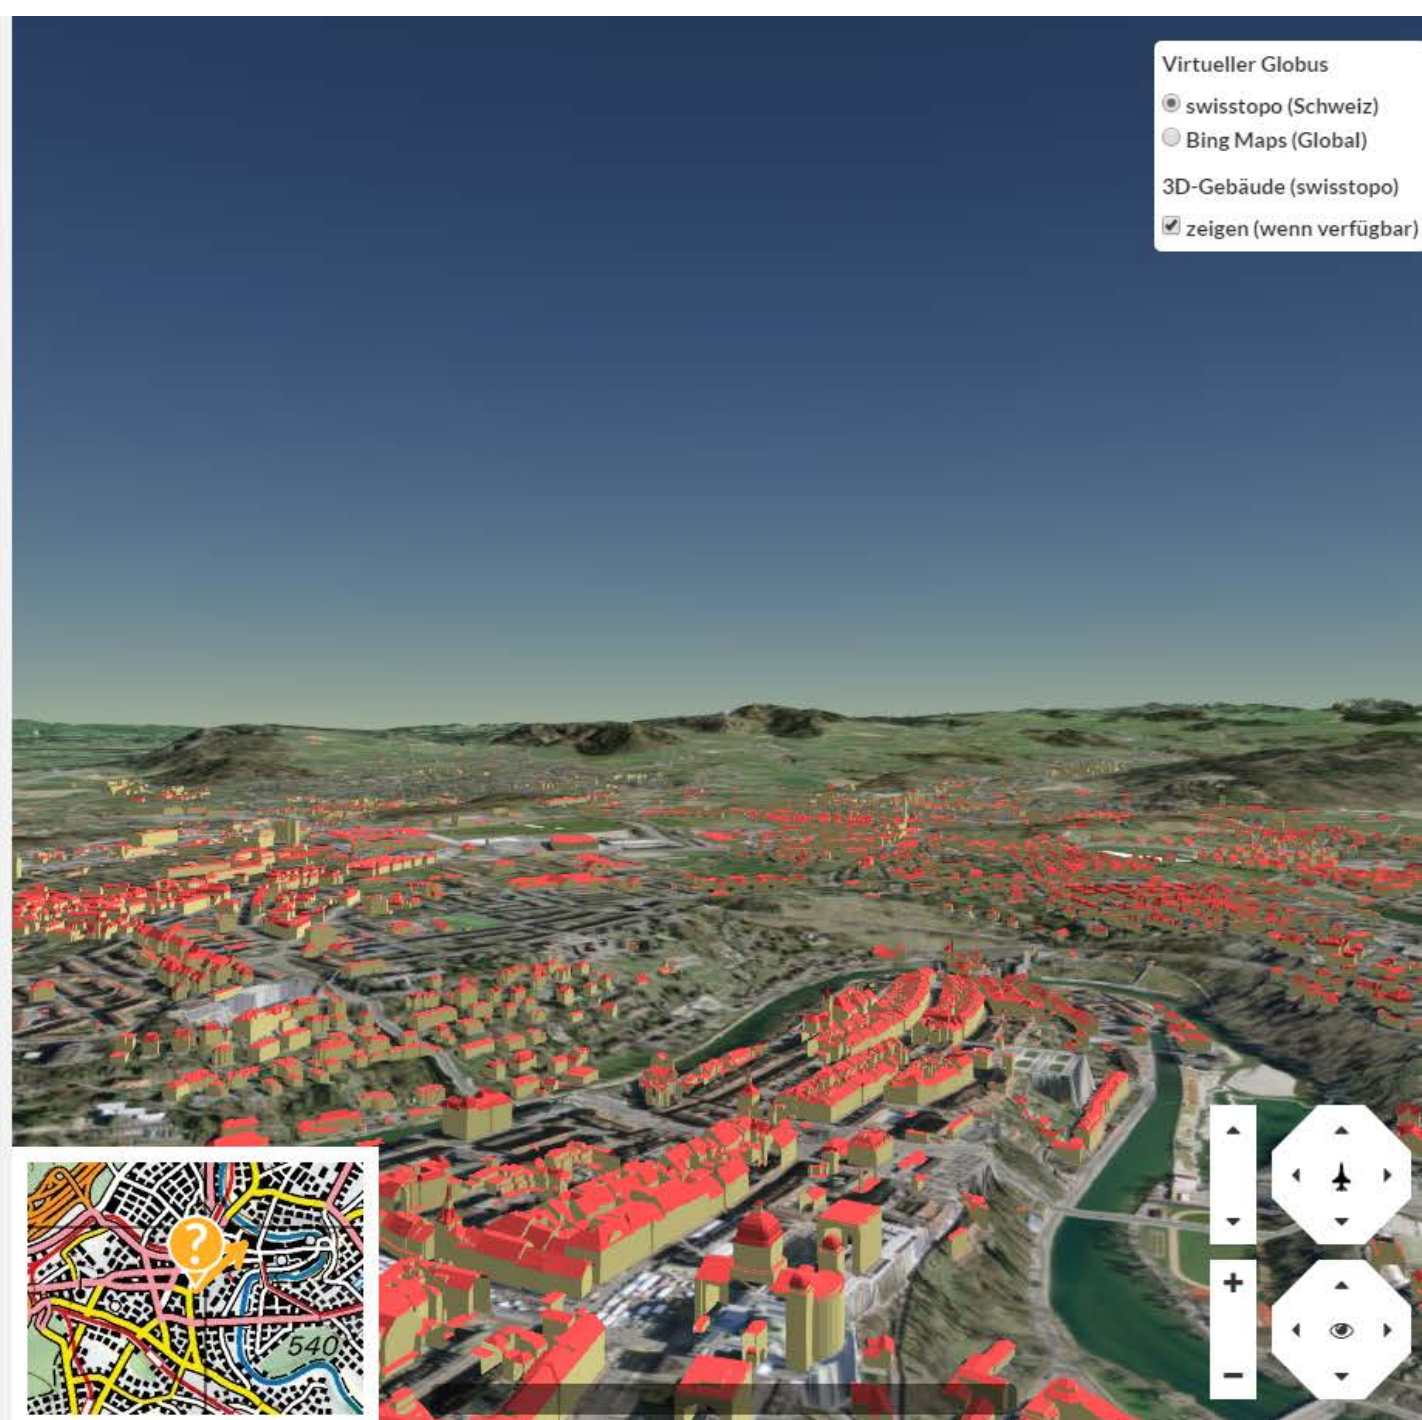 Virtueller Globus
swisstopo (Schweiz)
Bing Maps (Global)
3D-Gebäude (swisstopo)
zeigen (wenn verfügbar)
?
540
+
−